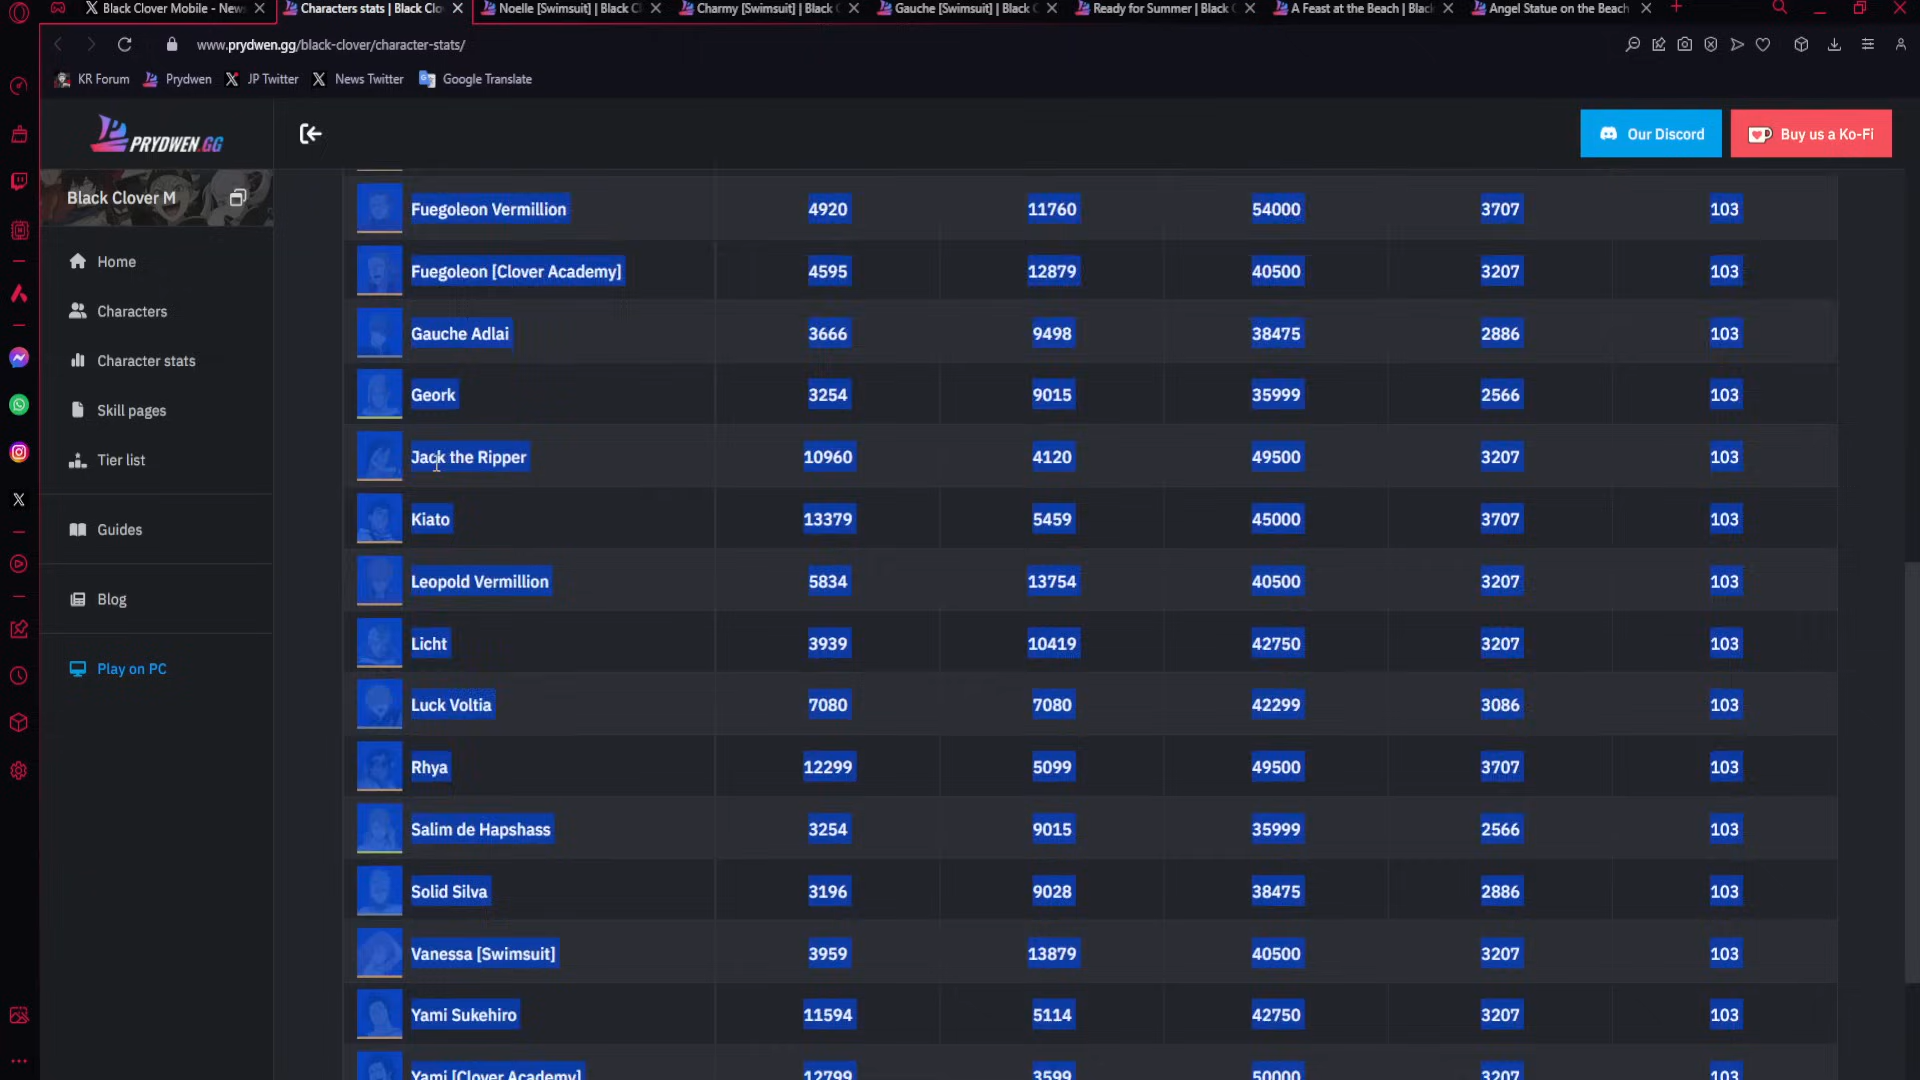 Black Clover Mobile - New
Characters stats | Black Clo
Noelle [Swimsuit] | Black C
Charmy [Swimsuit] | Black
Gauche [Swimsuit] | Black
Ready for Summer | Black
A Feast at the Beach | Black
Angel Statue on the Beach
www.prydwen.gg/black-clover/character-stats/
KR Forum
Prydwen
JP Twitter
News Twitter
Google Translate
PRYDWEN.GG
Our Discord
Buy us a Ko-Fi
Black Clover M
Home
Characters
Character stats
Skill pages
Tier list
Guides
Blog
Play on PC
Fuegoleon Vermillion 4920 11760 54000 3707 103
Fuegoleon [Clover Academy] 4595 12879 40500 3207 103
Gauche Adlai 3666 9498 38475 2886 103
Geork 3254 9015 35999 2566 103
Jack the Ripper 10960 4120 49500 3207 103
Kiato 13379 5459 45000 3707 103
Leopold Vermillion 5834 13754 40500 3207 103
Licht 3939 10419 42750 3207 103
Luck Voltia 7080 7080 42299 3086 103
Rhya 12299 5099 49500 3707 103
Salim de Hapshass 3254 9015 35999 2566 103
Solid Silva 3196 9028 38475 2886 103
Vanessa [Swimsuit] 3959 13879 40500 3207 103
Yami Sukehiro 11594 5114 42750 3207 103
Yami [Clover Academy] 12799 3599 50000 3207 103